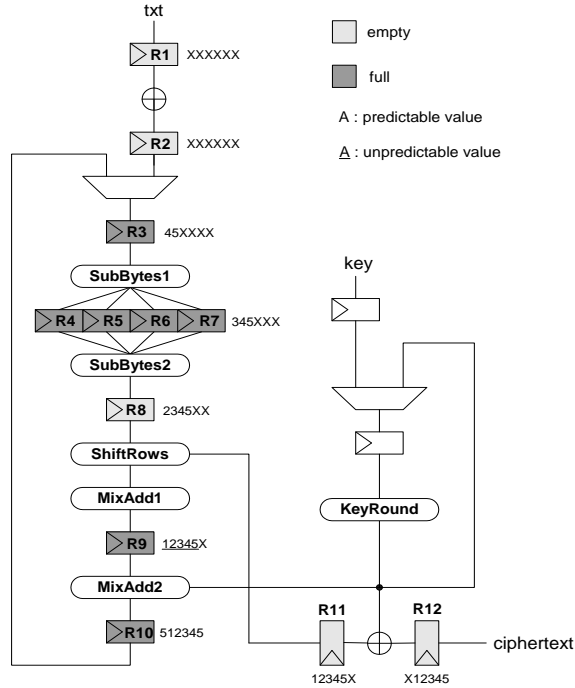 txt
R1 XXXXXX
empty
full
A : predictable value
A : unpredictable value
R2 XXXXXX
R3 45XXXX
SubBytes1
key
R4 R5 R6 R7 345XXX
SubBytes2
R8 2345XX
ShiftRows
MixAdd1
KeyRound
R9 12345X
MixAdd2
R11 R12
R10 512345
ciphertext
12345X X12345